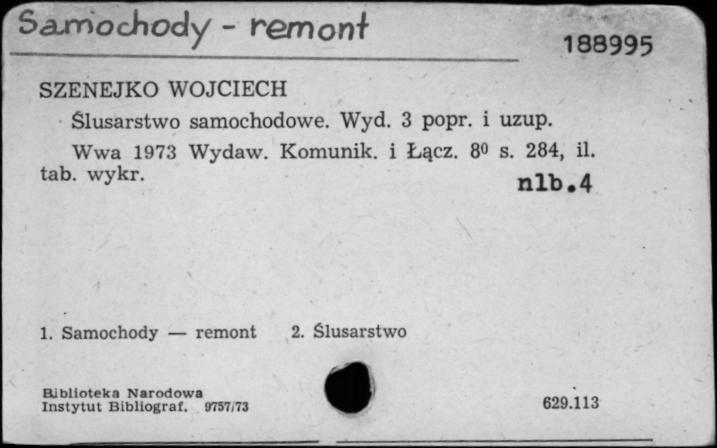 Samochody - remont
188995
SZENEJKO WOJCIECH
Ślusarstwo samochodowe. Wyd. 3 popr. i uzup.
Wwa 1973 Wydaw. Komunik. i Łącz. 8⁰ s. 284, il.
tab. wykr.
nlb.4
1. Samochody — remont 2. Ślusarstwo
Biblioteka Narodowa
Instytut Bibliograf. 9757/73
629.113